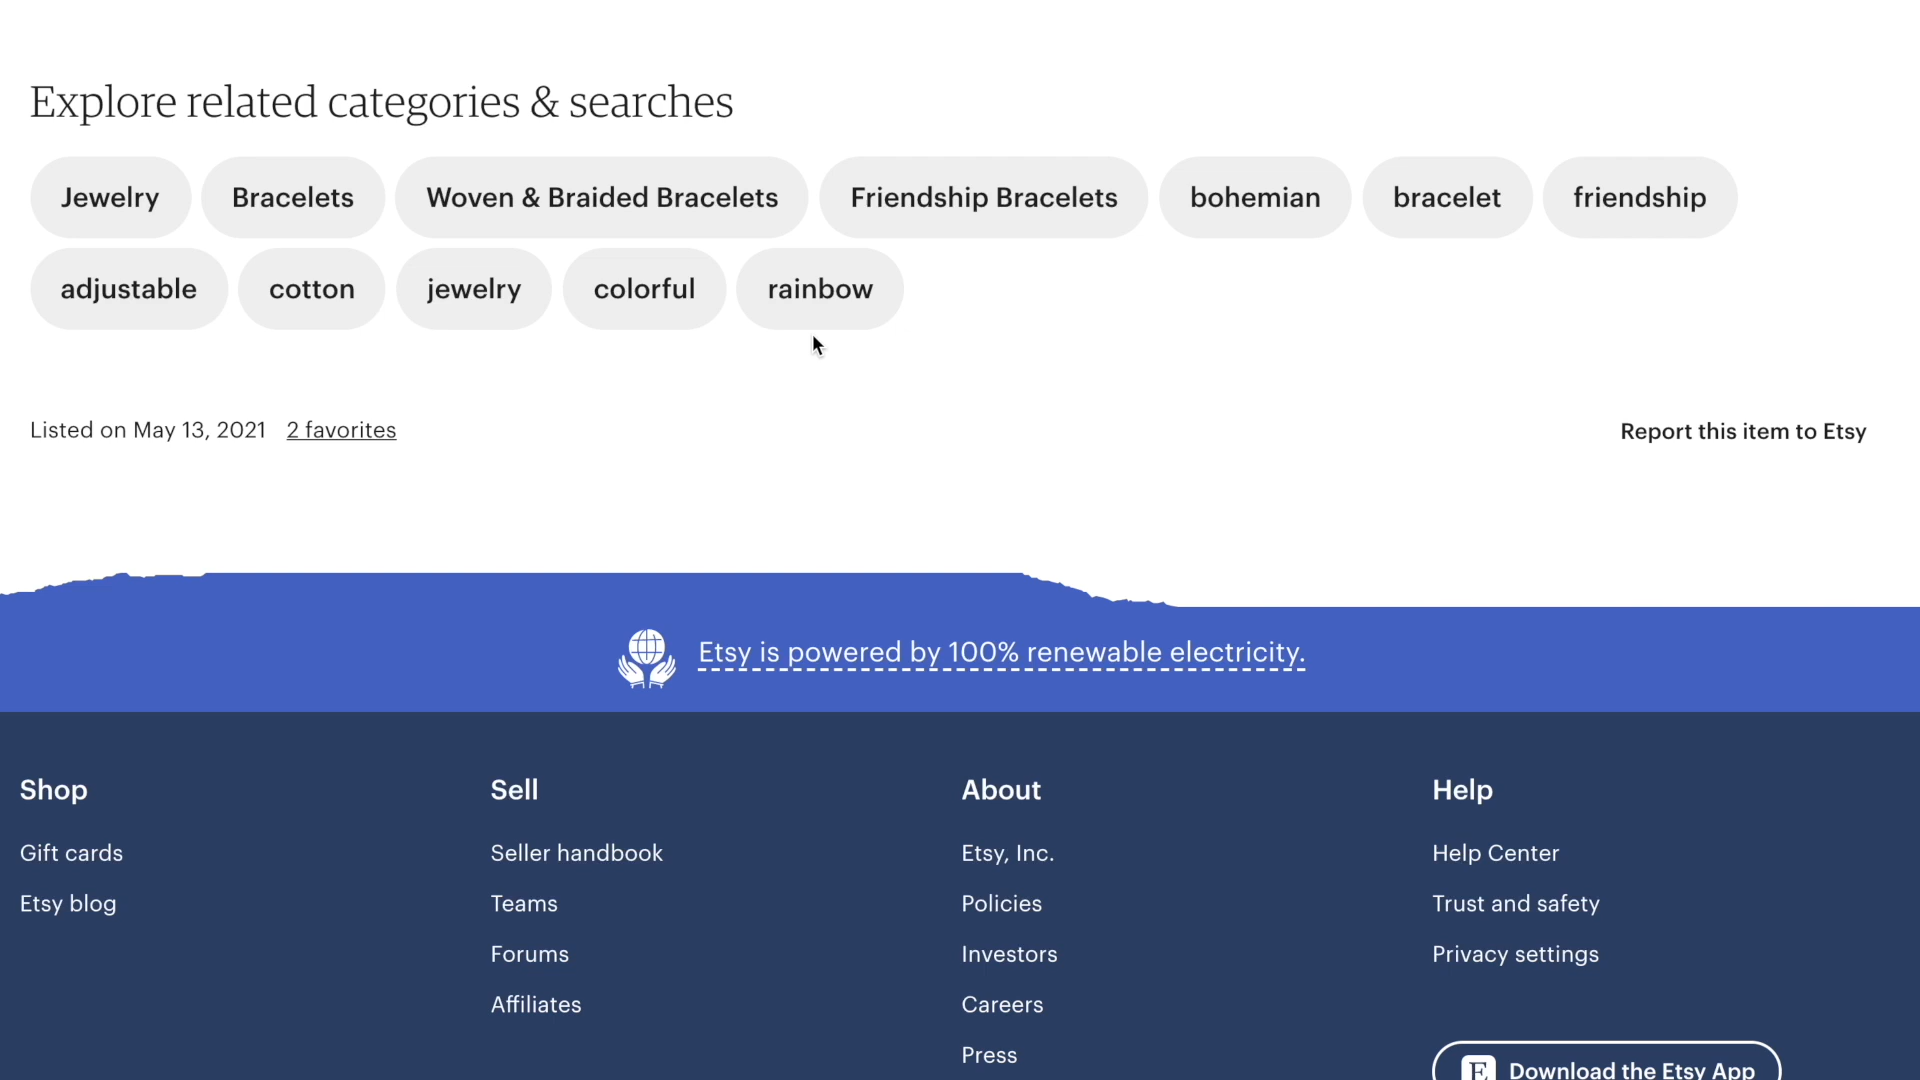 Explore related categories & searches
Jewelry Bracelets Woven & Braided Bracelets Friendship Bracelets bohemian bracelet friendship
adjustable cotton jewelry colorful rainbow
Listed on May 13, 2021 2 favorites Report this item to Etsy
Etsy is powered by 100% renewable electricity.
Shop Sell About Help
Gift cards Seller handbook Etsy, Inc. Help Center
Etsy blog Teams Policies Trust and safety
Forums Investors Privacy settings
Affiliates Careers
Press
E Download the Etsy App